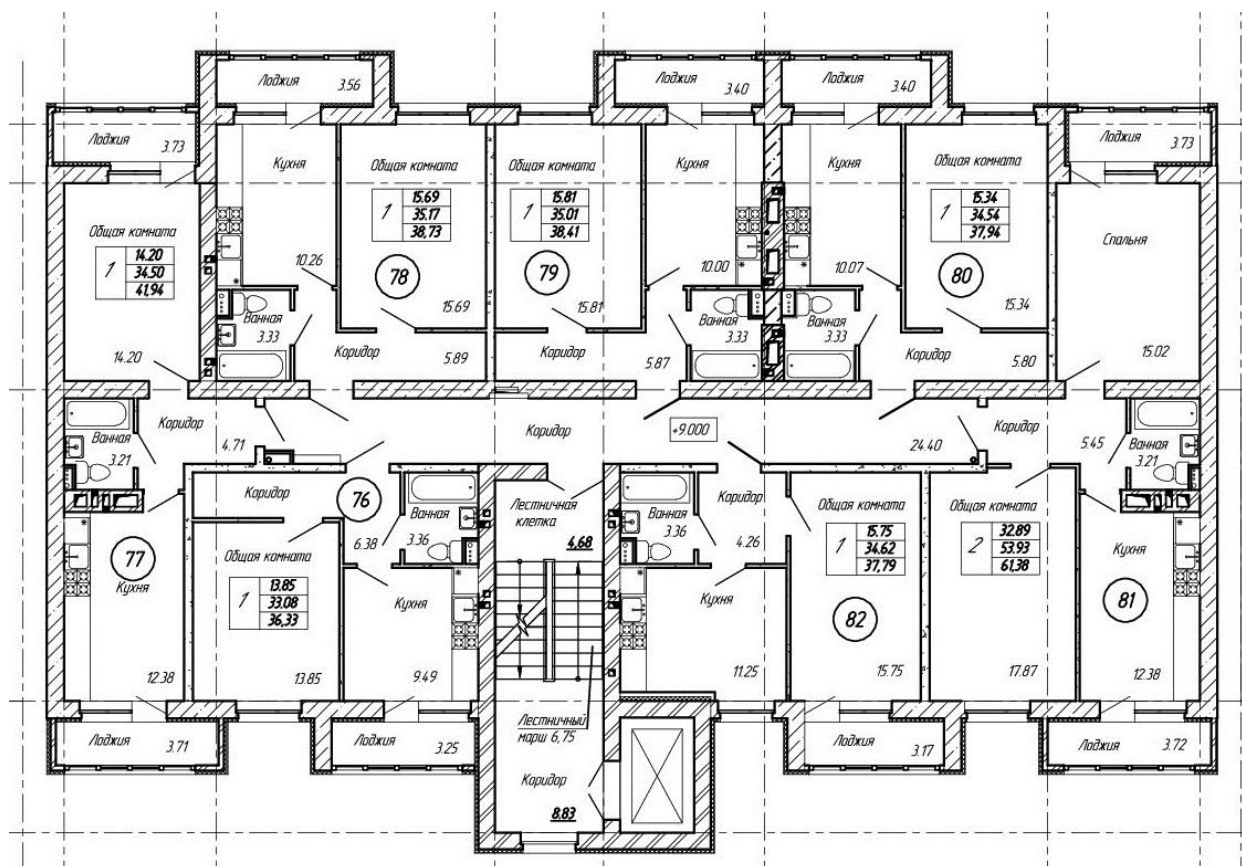 Лоджия
3.56
Лоджия
3.40
Лоджия
3.40
Лоджия
3.73
Лоджия
3.73
Кухня
10.26
Общая комната
1
15.69
35.17
38,73
78
15.69
Общая комната
1
15.81
35.01
38,41
79
15.81
Кухня
10.00
Кухня
10.07
Общая комната
1
15.34
34.54
37,94
80
15.34
Спальня
15.02
Общая комната
1
14.20
34.50
41,94
14.20
Ванная
3.33
Коридор
5.89
Коридор
5.87
Ванная
3.33
Ванная
3.33
Коридор
5.80
Ванная
3.21
Коридор
4.71
Коридор
+9.000
24.40
Коридор
5.45
Ванная
3.21
Коридор
76
6.38
Ванная
3.36
Лестничная
клетка
4,68
Ванная
3.36
Коридор
4.26
Общая комната
1
15.75
34.62
37,79
82
15.75
Общая комната
2
32.89
53.93
61,38
17.87
77
Кухня
12.38
Общая комната
1
13.85
33.08
36,33
13.85
Кухня
9.49
Кухня
11.25
Кухня
81
12.38
Лоджия
3.71
Лоджия
3.25
Лестничный
марш 6,75
Коридор
8.83
Лоджия
3.17
Лоджия
3.72